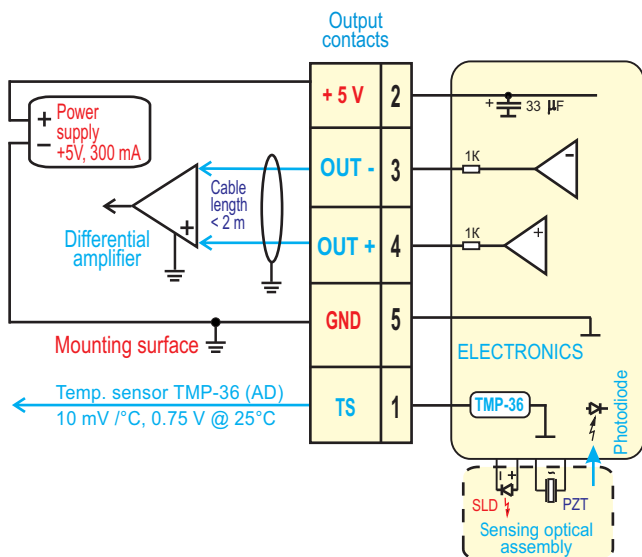 Output
contacts
+ 5 V
2
+
33 µF
Power
supply
+5V, 300 mA
+
−
OUT -
3
1K
-
Cable
length
< 2 m
+
Differential
amplifier
OUT +
4
1K
+
GND
5
Mounting surface
ELECTRONICS
Temp. sensor TMP-36 (AD)
10 mV /°C, 0.75 V @ 25°C
TS
1
TMP-36
Photodiode
− +
~
SLD
PZT
Sensing optical
assembly